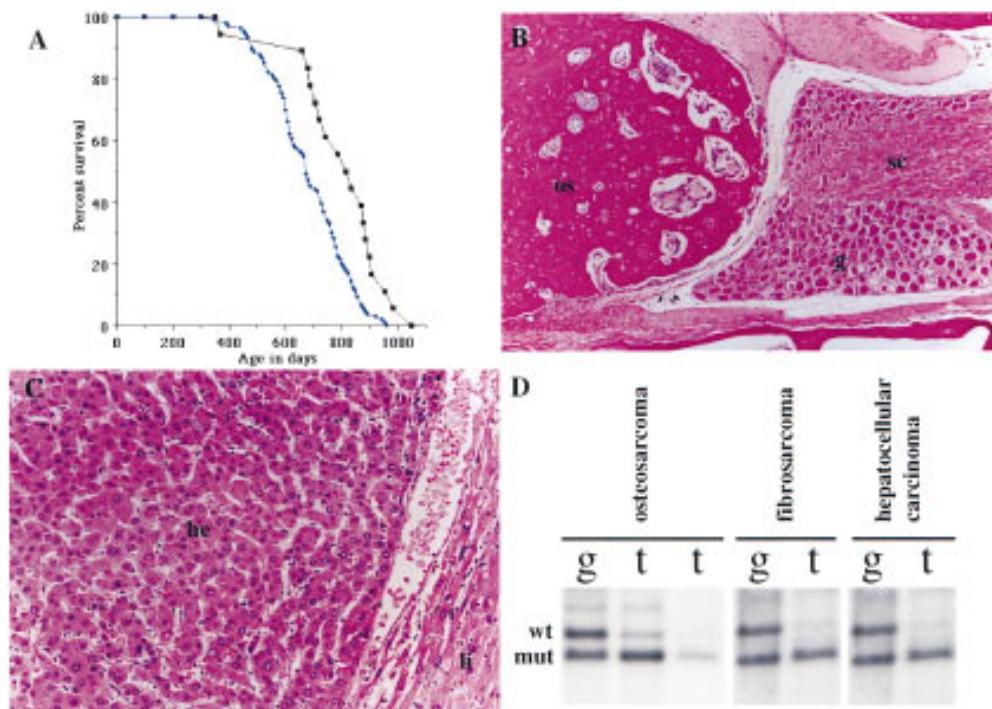 A
Percent survival
100
80
60
40
20
0
0 200 400 600 800 1000
Age in days
B
os
sc
g
C
he
li
D
osteosarcoma
fibrosarcoma
hepatocellular
carcinoma
g t t g t g t
wt
mut